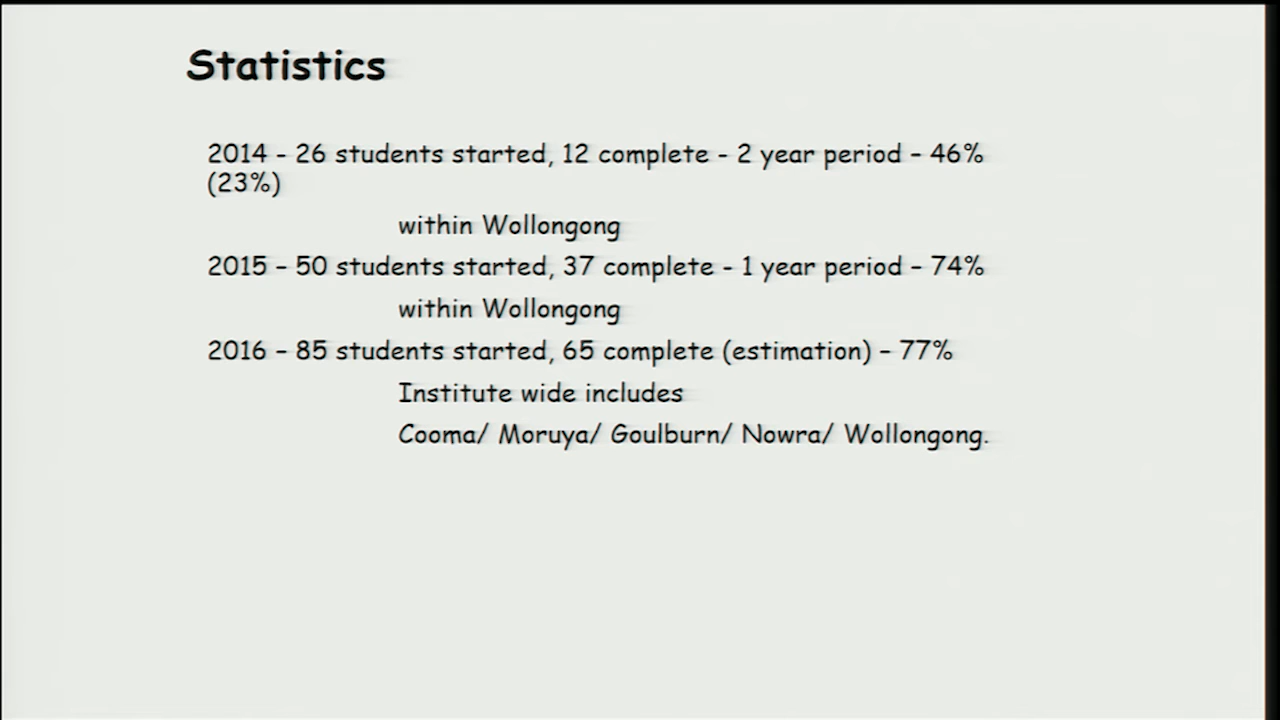 Statistics
2014 - 26 students started, 12 complete - 2 year period – 46%
(23%)
within Wollongong
2015 – 50 students started, 37 complete - 1 year period – 74%
within Wollongong
2016 – 85 students started, 65 complete (estimation) – 77%
Institute wide includes
Cooma/ Moruya/ Goulburn/ Nowra/ Wollongong.